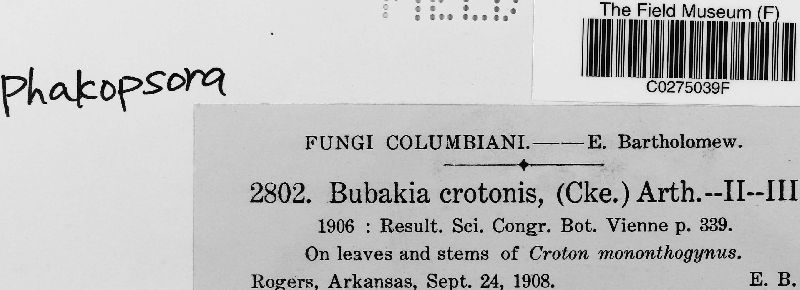 The Field Museum (F)
C0275039F
Phakopsora
FUNGI COLUMBIANI.——E. Bartholomew.
2802. Bubakia crotonis, (Cke.) Arth.--II--III
1906 : Result. Sci. Congr. Bot. Vienne p. 339.
On leaves and stems of Croton mononthogynus.
Rogers, Arkansas, Sept. 24, 1908. E. B.